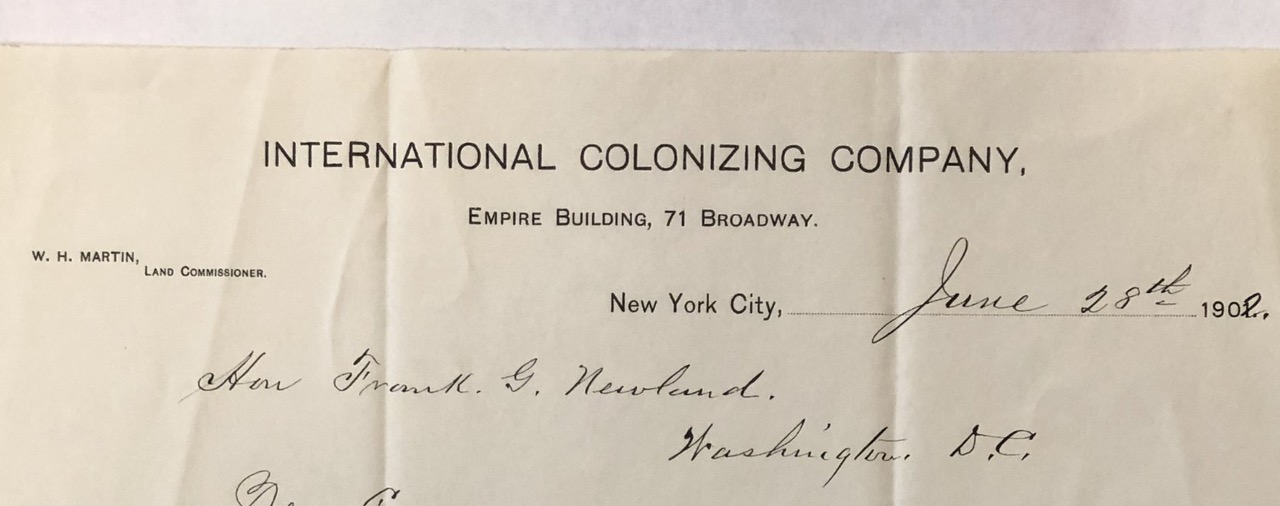 INTERNATIONAL COLONIZING COMPANY,
EMPIRE BUILDING, 71 BROADWAY.
W. H. MARTIN,
LAND COMMISSIONER.
New York City, June 28th 1902.
Hon Frank. G. Newland.
Washington. D.C.